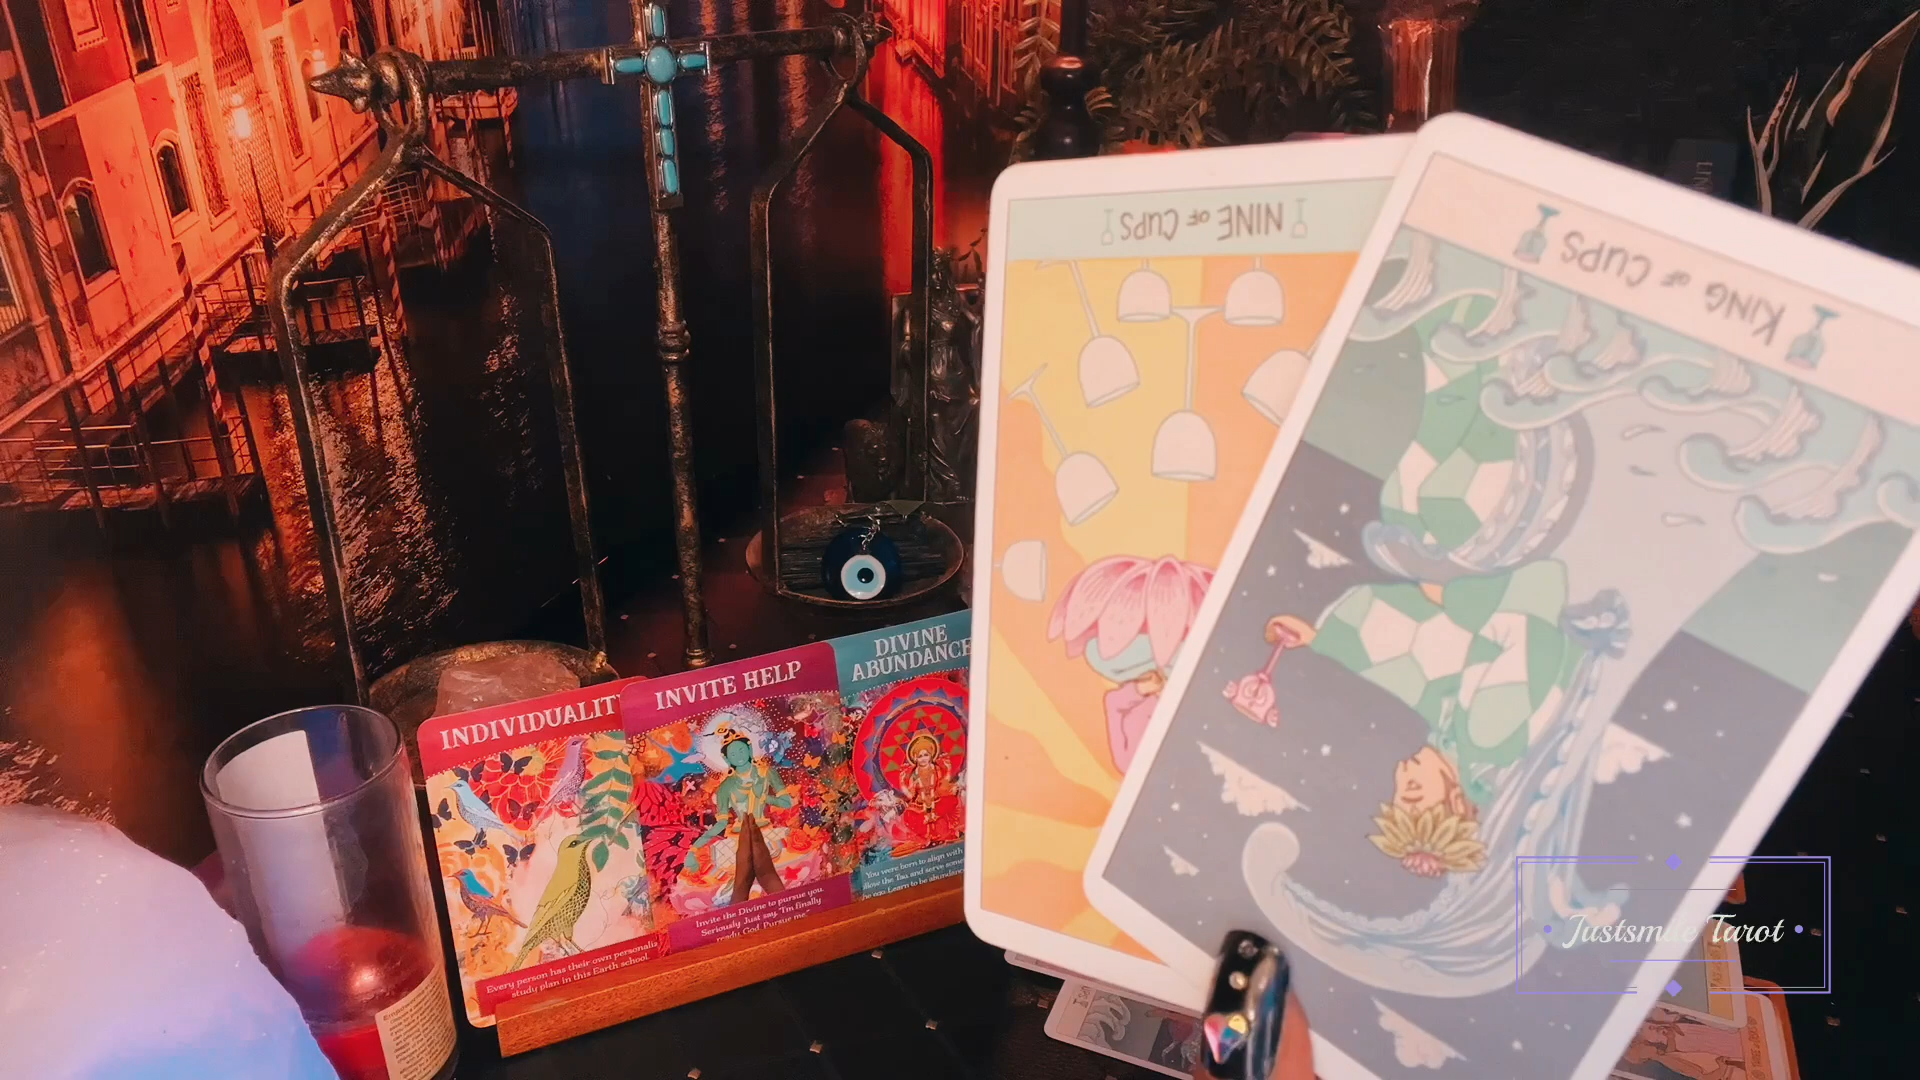 NINE OF CUPS
KING OF CUPS
DIVINE
ABUNDANCE
INVITE HELP
INDIVIDUALIT
You were born to align with
Invite the Divine to pursue you.
Seriously. Just say, "I'm finally
ready, God. Pursue me."
Every person has their own personaliz
study plan in this Earth school.
Justsmile Tarot